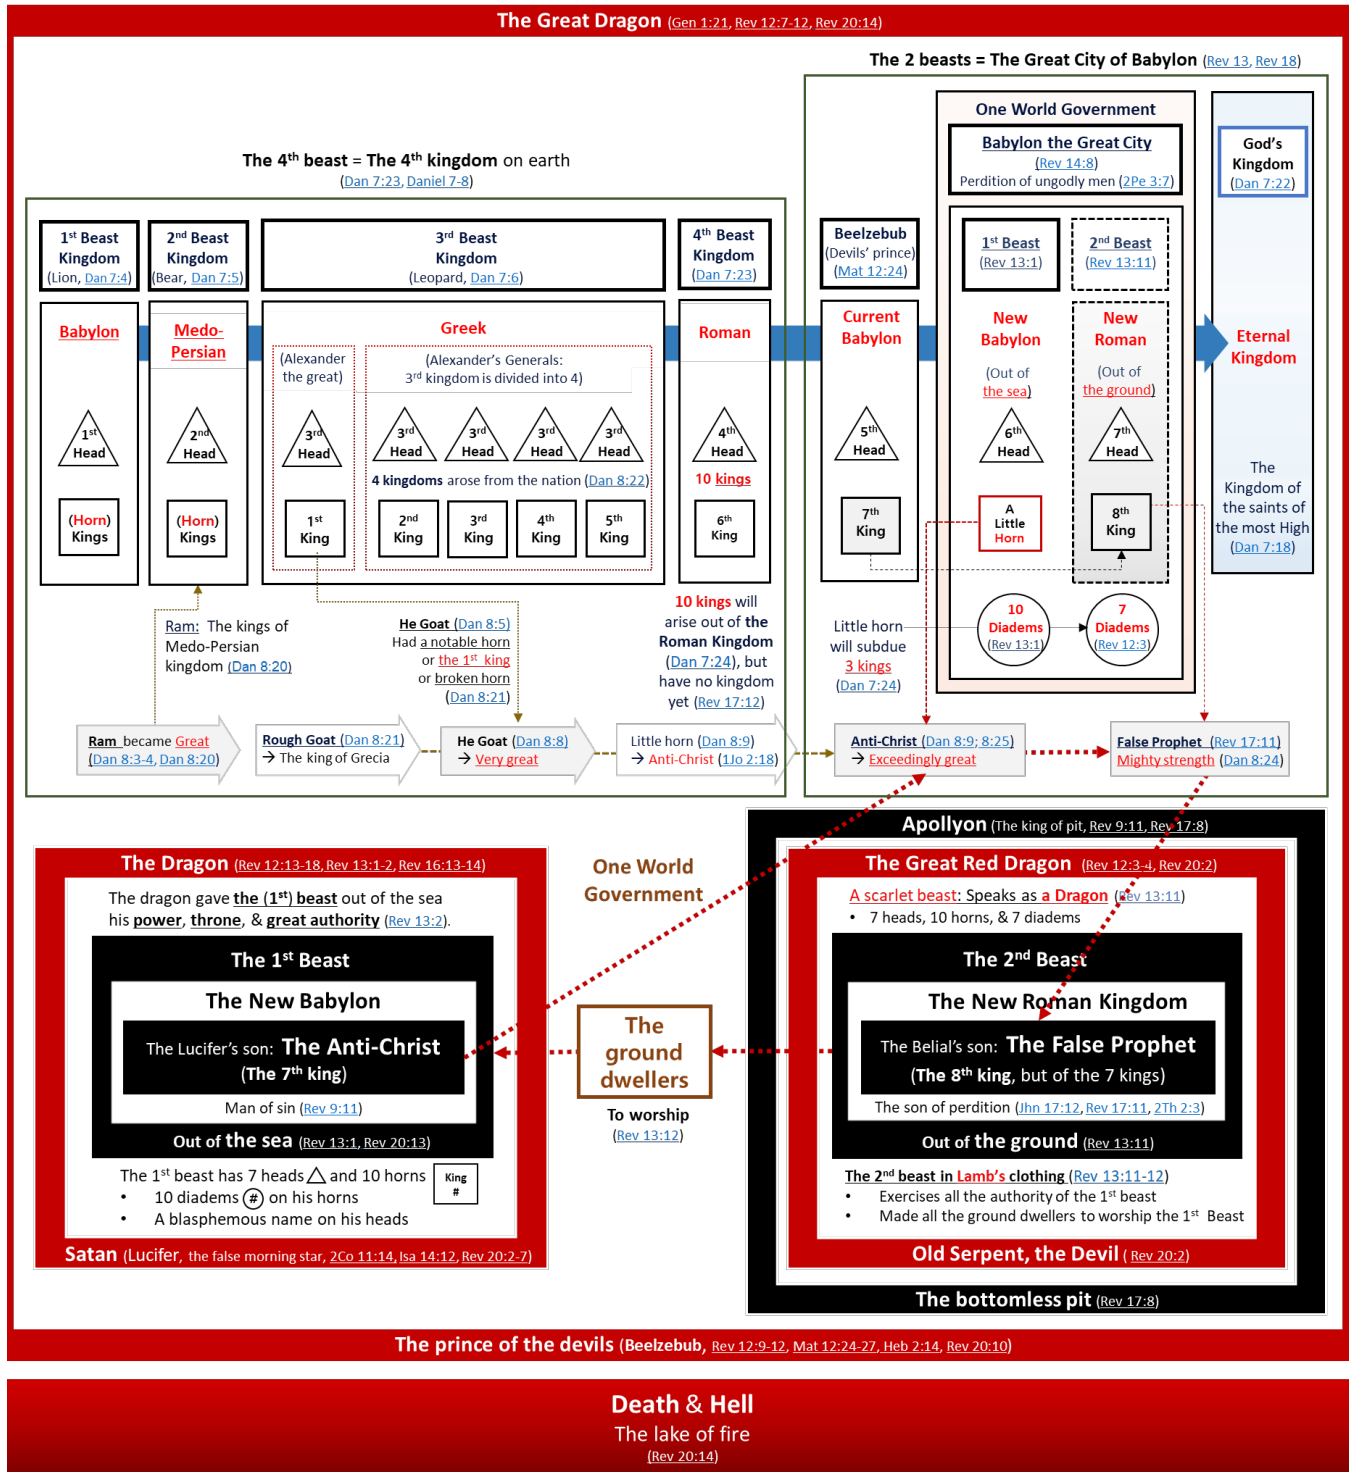 The Great Dragon (Gen 1:21, Rev 12:7-12, Rev 20:14)
The 2 beasts = The Great City of Babylon (Rev 13, Rev 18)
The 4th beast = The 4th kingdom on earth
(Dan 7:23, Daniel 7-8)
One World Government
Babylon the Great City
(Rev 14:8)
Perdition of ungodly men (2Pe 3:7)
God's
Kingdom
(Dan 7:22)
1st Beast
Kingdom
(Lion, Dan 7:4)
2nd Beast
Kingdom
(Bear, Dan 7:5)
3rd Beast
Kingdom
(Leopard, Dan 7:6)
4th Beast
Kingdom
(Dan 7:23)
Beelzebub
(Devils' prince)
(Mat 12:24)
1st Beast
(Rev 13:1)
2nd Beast
(Rev 13:11)
Babylon
Medo-
Persian
Greek
(Alexander
the great)
(Alexander's Generals:
3rd kingdom is divided into 4)
Roman
Current
Babylon
New
Babylon
(Out of
the sea)
New
Roman
(Out of
the ground)
Eternal
Kingdom
1st
Head
2nd
Head
3rd
Head
3rd
Head
3rd
Head
3rd
Head
3rd
Head
4th
Head
5th
Head
6th
Head
7th
Head
4 kingdoms arose from the nation (Dan 8:22)
10 kings
The
Kingdom of
the saints of
the most High
(Dan 7:18)
(Horn)
Kings
(Horn)
Kings
1st
King
2nd
King
3rd
King
4th
King
5th
King
6th
King
7th
King
A
Little
Horn
8th
King
Ram: The kings of
Medo-Persian
kingdom (Dan 8:20)
He Goat (Dan 8:5)
Had a notable horn
or the 1st king
or broken horn
(Dan 8:21)
10 kings will
arise out of the
Roman Kingdom
(Dan 7:24), but
have no kingdom
yet (Rev 17:12)
Little horn
will subdue
3 kings
(Dan 7:24)
10
Diadems
(Rev 13:1)
7
Diadems
(Rev 12:3)
Ram became Great
(Dan 8:3-4, Dan 8:20)
Rough Goat (Dan 8:21)
→ The king of Grecia
He Goat (Dan 8:8)
→ Very great
Little horn (Dan 8:9)
→ Anti-Christ (1Jo 2:18)
Anti-Christ (Dan 8:9; 8:25)
→ Exceedingly great
False Prophet (Rev 17:11)
Mighty strength (Dan 8:24)
The Dragon (Rev 12:13-18, Rev 13:1-2, Rev 16:13-14)
The dragon gave the (1st) beast out of the sea
his power, throne, & great authority (Rev 13:2).
The 1st Beast
The New Babylon
The Lucifer's son: The Anti-Christ
(The 7th king)
Man of sin (Rev 9:11)
Out of the sea (Rev 13:1, Rev 20:13)
The 1st beast has 7 heads and 10 horns
King
#
• 10 diadems # on his horns
• A blasphemous name on his heads
Satan (Lucifer, the false morning star, 2Co 11:14, Isa 14:12, Rev 20:2-7)
One World
Government
The
ground
dwellers
To worship
(Rev 13:12)
Apollyon (The king of pit, Rev 9:11, Rev 17:8)
The Great Red Dragon (Rev 12:3-4, Rev 20:2)
A scarlet beast: Speaks as a Dragon (Rev 13:11)
• 7 heads, 10 horns, & 7 diadems
The 2nd Beast
The New Roman Kingdom
The Belial's son: The False Prophet
(The 8th king, but of the 7 kings)
The son of perdition (Jhn 17:12, Rev 17:11, 2Th 2:3)
Out of the ground (Rev 13:11)
The 2nd beast in Lamb's clothing (Rev 13:11-12)
• Exercises all the authority of the 1st beast
• Made all the ground dwellers to worship the 1st Beast
Old Serpent, the Devil ( Rev 20:2)
The bottomless pit (Rev 17:8)
The prince of the devils (Beelzebub, Rev 12:9-12, Mat 12:24-27, Heb 2:14, Rev 20:10)
Death & Hell
The lake of fire
(Rev 20:14)